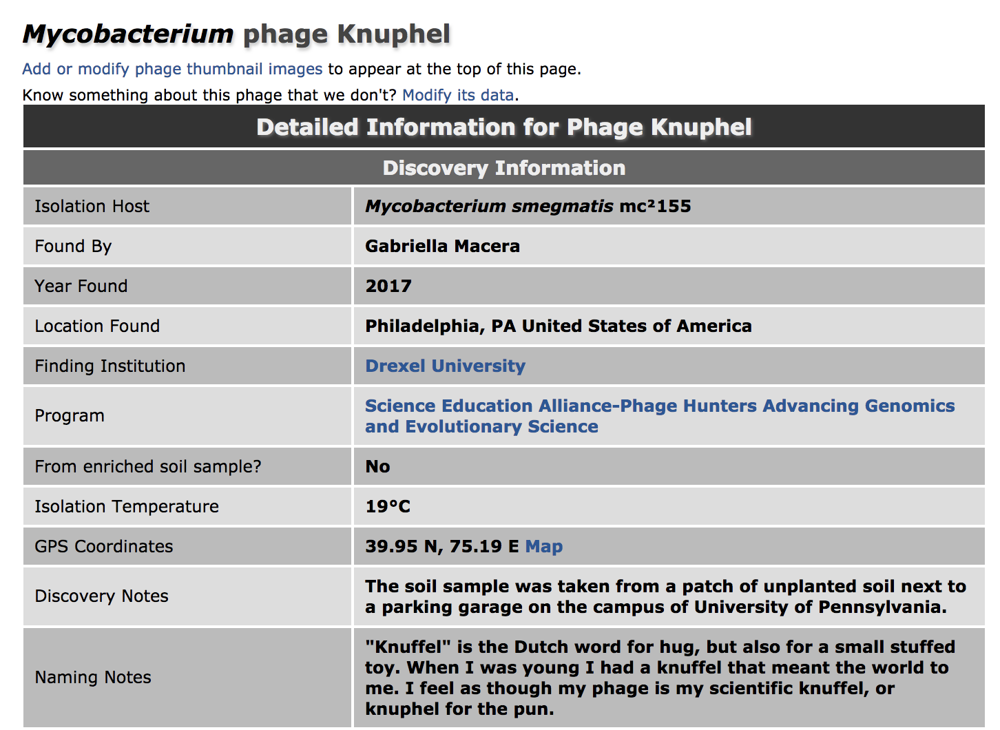 Mycobacterium phage Knuphel
Add or modify phage thumbnail images to appear at the top of this page.
Know something about this phage that we don't? Modify its data.
Detailed Information for Phage Knuphel
Discovery Information
Isolation Host Mycobacterium smegmatis mc²155
Found By Gabriella Macera
Year Found 2017
Location Found Philadelphia, PA United States of America
Finding Institution Drexel University
Program Science Education Alliance-Phage Hunters Advancing Genomics
and Evolutionary Science
From enriched soil sample? No
Isolation Temperature 19°C
GPS Coordinates 39.95 N, 75.19 E Map
Discovery Notes The soil sample was taken from a patch of unplanted soil next to
a parking garage on the campus of University of Pennsylvania.
Naming Notes "Knuffel" is the Dutch word for hug, but also for a small stuffed
toy. When I was young I had a knuffel that meant the world to
me. I feel as though my phage is my scientific knuffel, or
knuphel for the pun.